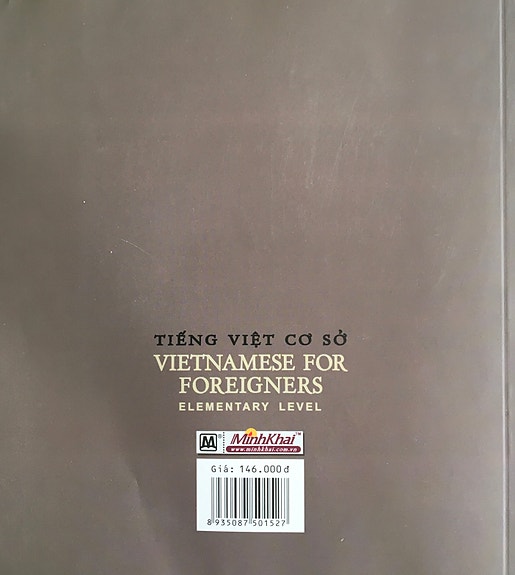 TIẾNG VIỆT CƠ SỞ
VIETNAMESE FOR
FOREIGNERS
ELEMENTARY LEVEL
MinhKhai™
www.minhkhai.com.vn
Giá: 146.000đ
8 935087 501527